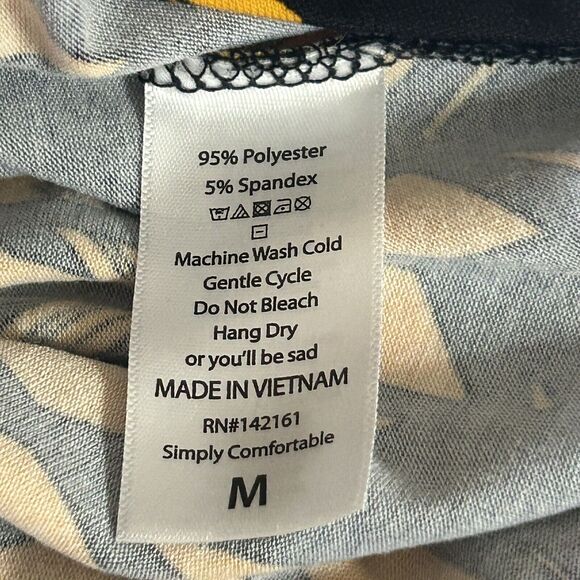 95% Polyester
5% Spandex
Machine Wash Cold
Gentle Cycle
Do Not Bleach
Hang Dry
or you'll be sad
MADE IN VIETNAM
RN#142161
Simply Comfortable
M